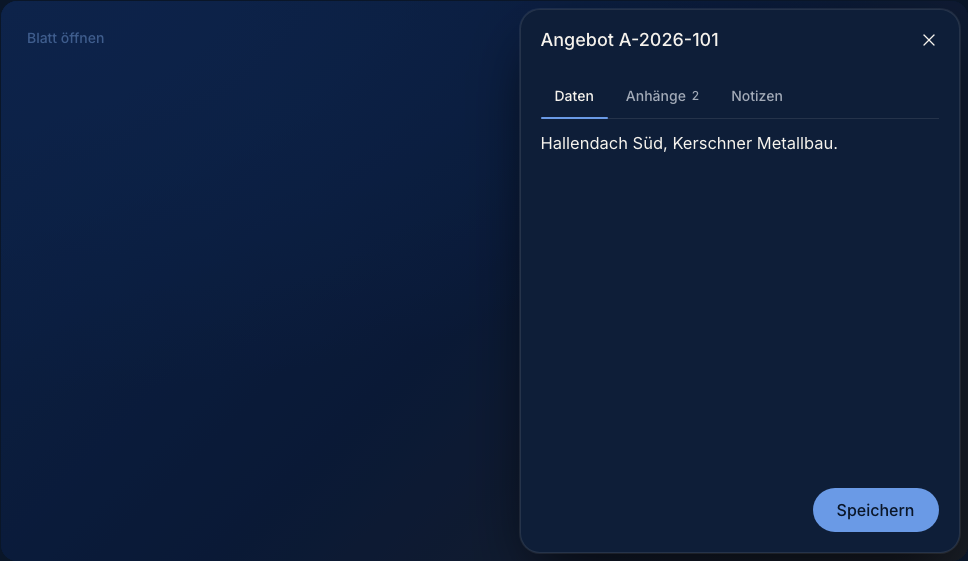 Blatt öffnen
Angebot A-2026-101
Daten Anhänge 2 Notizen
Hallendach Süd, Kerschner Metallbau.
Speichern